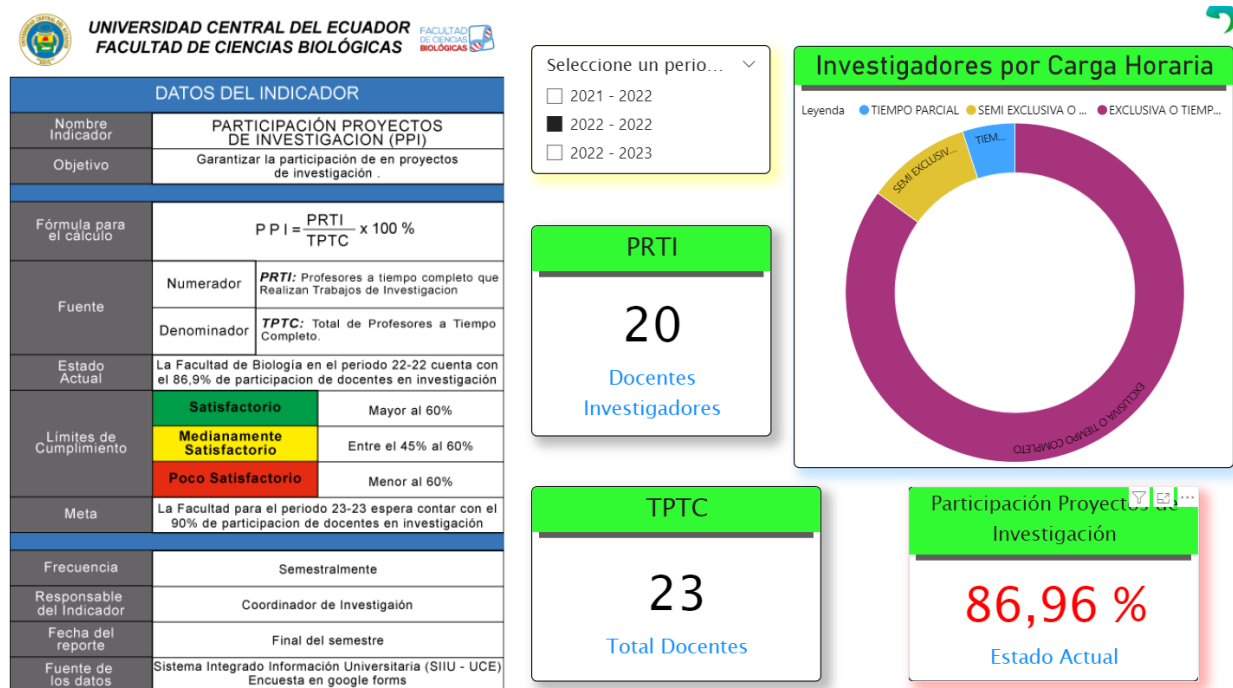 UNIVERSIDAD CENTRAL DEL ECUADOR
FACULTAD DE CIENCIAS BIOLÓGICAS
FACULTAD
DE CIENCIAS
BIOLÓGICAS
DATOS DEL INDICADOR
Nombre
Indicador
PARTICIPACIÓN PROYECTOS
DE INVESTIGACION (PPI)
Objetivo
Garantizar la participación de en proyectos
de investigación .
Fórmula para
el cálculo
P P I = PRTI / TPTC x 100 %
Fuente
Numerador
PRTI: Profesores a tiempo completo que
Realizan Trabajos de Investigacion
Denominador
TPTC: Total de Profesores a Tiempo
Completo.
Estado
Actual
La Facultad de Biología en el periodo 22-22 cuenta con
el 86,9% de participacion de docentes en investigación
Límites de
Cumplimiento
Satisfactorio
Mayor al 60%
Medianamente
Satisfactorio
Entre el 45% al 60%
Poco Satisfactorio
Menor al 60%
Meta
La Facultad para el periodo 23-23 espera contar con el
90% de participacion de docentes en investigación
Frecuencia
Semestralmente
Responsable
del Indicador
Coordinador de Investigaión
Fecha del
reporte
Final del semestre
Fuente de
los datos
Sistema Integrado Información Universitaria (SIIU - UCE)
Encuesta en google forms
Seleccione un perio...
2021 - 2022
2022 - 2022
2022 - 2023
PRTI
20
Docentes
Investigadores
TPTC
23
Total Docentes
Investigadores por Carga Horaria
Leyenda TIEMPO PARCIAL SEMI EXCLUSIVA O ... EXCLUSIVA O TIEMP...
TIEM...
SEMI EXCLUSIV...
EXCLUSIVA O TIEMPO COMPLETO
Participación Proyectos de
Investigación
86,96 %
Estado Actual